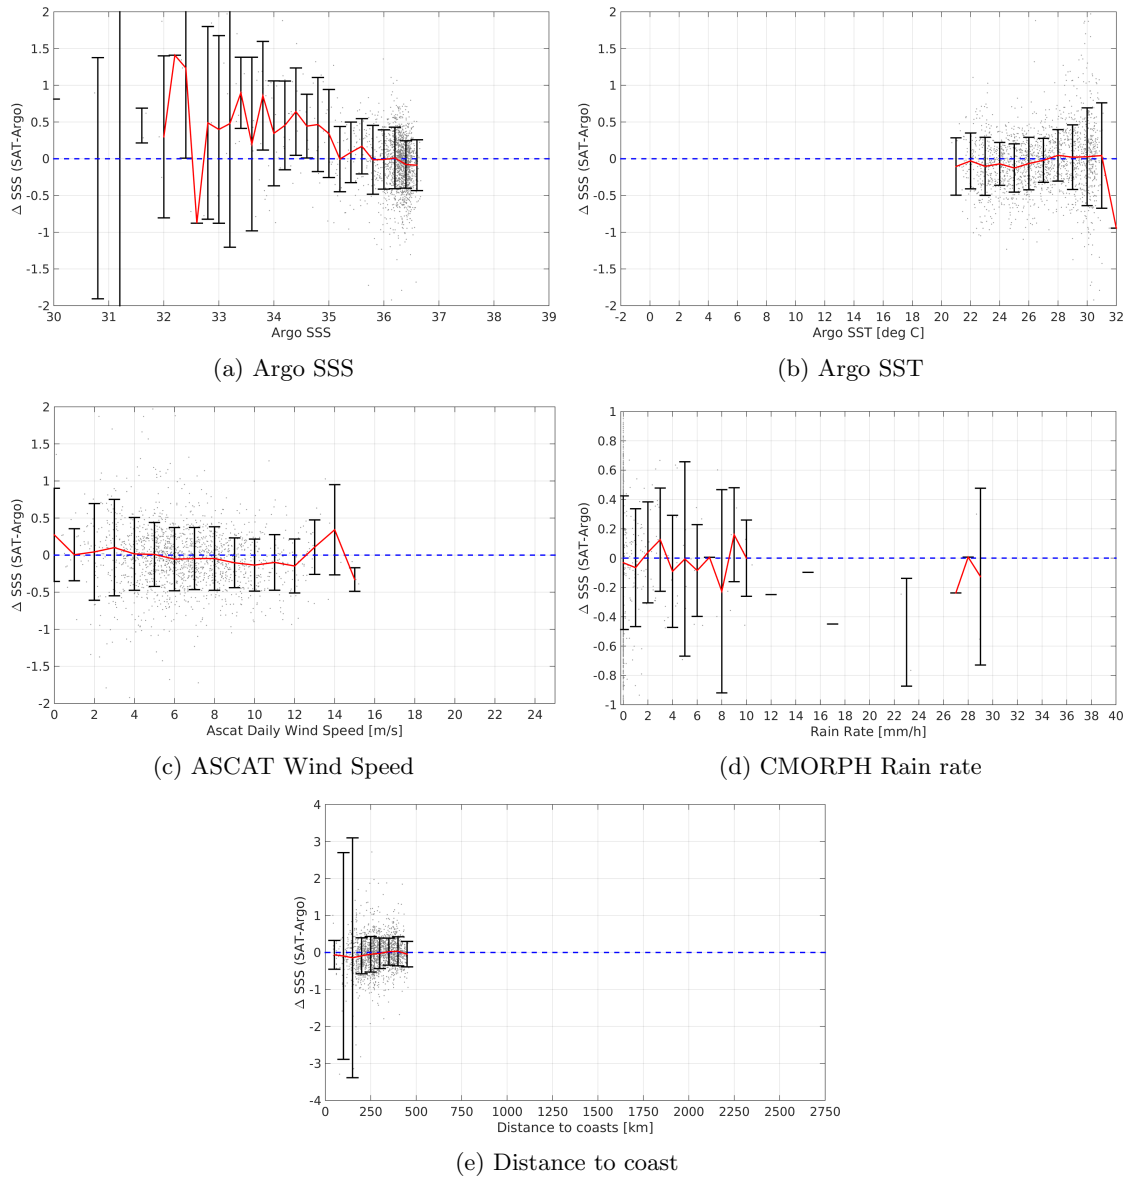 2
1.5
1
0.5
0
-0.5
-1
-1.5
-2
Δ SSS (SAT-Argo)
30 31 32 33 34 35 36 37 38 39
Argo SSS
(a) Argo SSS
2
1.5
1
0.5
0
-0.5
-1
-1.5
-2
Δ SSS (SAT-Argo)
-2 0 2 4 6 8 10 12 14 16 18 20 22 24 26 28 30 32
Argo SST [deg C]
(b) Argo SST
2
1.5
1
0.5
0
-0.5
-1
-1.5
-2
Δ SSS (SAT-Argo)
0 2 4 6 8 10 12 14 16 18 20 22 24
Ascat Daily Wind Speed [m/s]
(c) ASCAT Wind Speed
1
0.8
0.6
0.4
0.2
0
-0.2
-0.4
-0.6
-0.8
-1
Δ SSS (SAT-Argo)
0 2 4 6 8 10 12 14 16 18 20 22 24 26 28 30 32 34 36 38 40
Rain Rate [mm/h]
(d) CMORPH Rain rate
4
3
2
1
0
-1
-2
-3
-4
Δ SSS (SAT-Argo)
0 250 500 750 1000 1250 1500 1750 2000 2250 2500 2750
Distance to coasts [km]
(e) Distance to coast